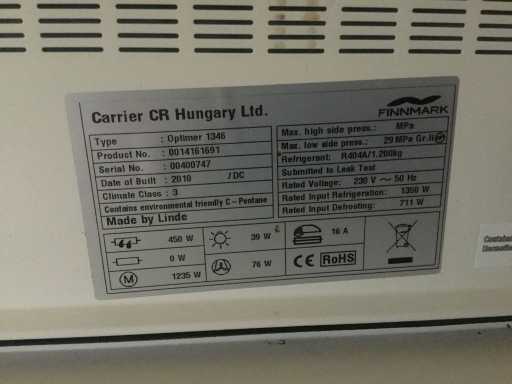 Carrier CR Hungary Ltd.
FINNMARK
Type : Optimer 1346
Product No. : 0014161691
Serial No. : 00400747
Date of Built : 2010 /DC
Climate Class : 3
Contains environmental friendly C - Pentane
Made by Linde
Max. high side press.: MPa
Max. low side press.: 29 MPa
Refrigerant: R404A/1.200kg
Submitted to Leak Test
Rated Voltage: 230 V ~ 50 Hz
Rated Input Refrigeration: 1350 W
Rated Input Defrosting: 711 W
450 W
39 W
16 A
0 W
76 W
CE RoHS
M 1235 W